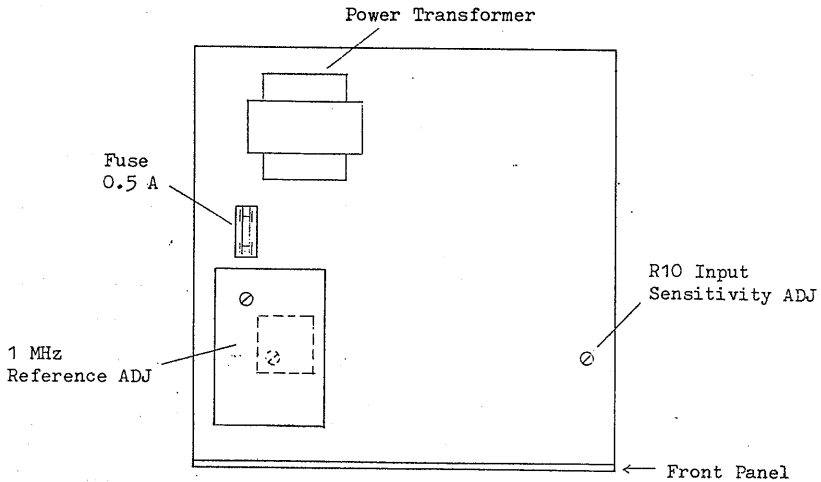 Power Transformer
Fuse
0.5 A
R10 Input
Sensitivity ADJ
1 MHz
Reference ADJ
Front Panel